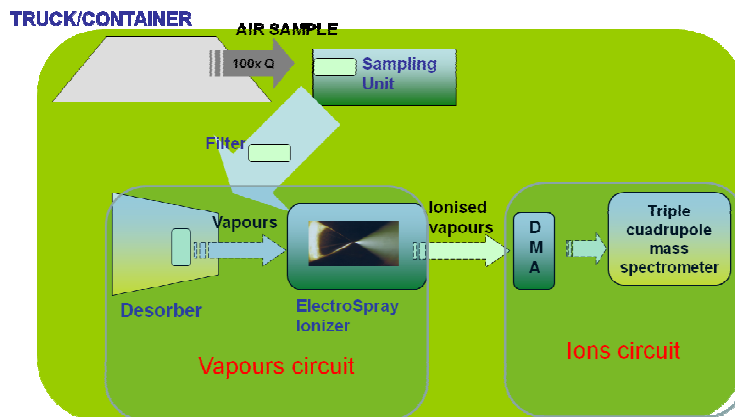 TRUCK/CONTAINER
AIR SAMPLE
100x Q
Sampling
Unit
Filter
Vapours
Ionised
vapours
D
M
A
Triple
cuadrupole
mass
spectrometer
Desorber
ElectroSpray
Ionizer
Vapours circuit
Ions circuit